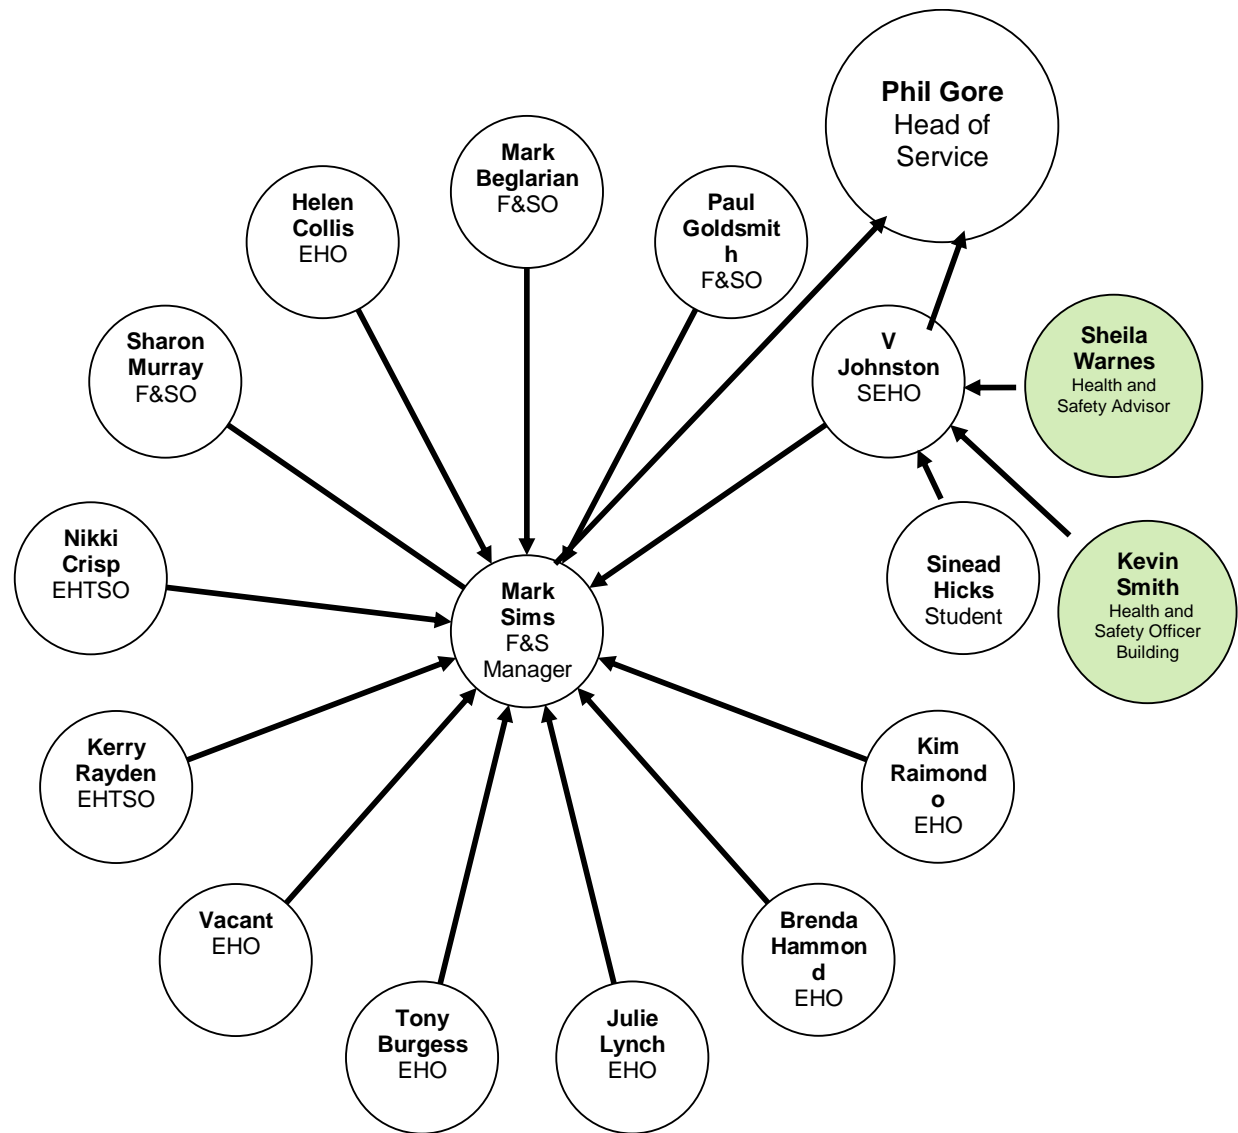 Phil Gore
Head of
Service
Mark
Beglarian
F&SO
Helen
Collis
EHO
Paul
Goldsmit
h
F&SO
Sharon
Murray
F&SO
V
Johnston
SEHO
Sheila
Warnes
Health and
Safety Advisor
Nikki
Crisp
EHTSO
Mark
Sims
F&S
Manager
Sinead
Hicks
Student
Kevin
Smith
Health and
Safety Officer
Building
Kerry
Rayden
EHTSO
Kim
Raimond
o
EHO
Vacant
EHO
Brenda
Hammon
d
EHO
Tony
Burgess
EHO
Julie
Lynch
EHO